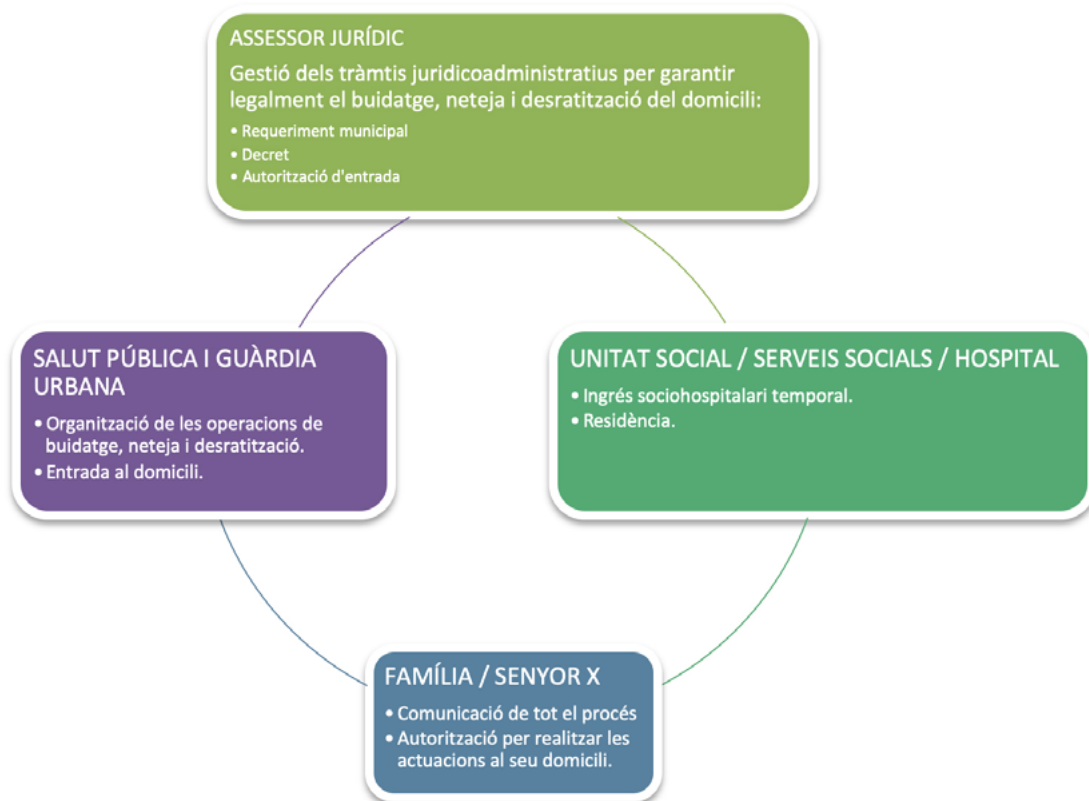 ASSESSOR JURÍDIC
Gestió dels tràmtis juridicoadministratius per garantir
legalment el buidatge, neteja i desratització del domicili:
• Requeriment municipal
• Decret
• Autorització d'entrada
SALUT PÚBLICA I GUÀRDIA
URBANA
• Organització de les operacions de
buidatge, neteja i desratització.
• Entrada al domicili.
UNITAT SOCIAL / SERVEIS SOCIALS / HOSPITAL
• Ingrés sociohospitalari temporal.
• Residència.
FAMÍLIA / SENYOR X
• Comunicació de tot el procés
• Autorització per realitzar les
actuacions al seu domicili.